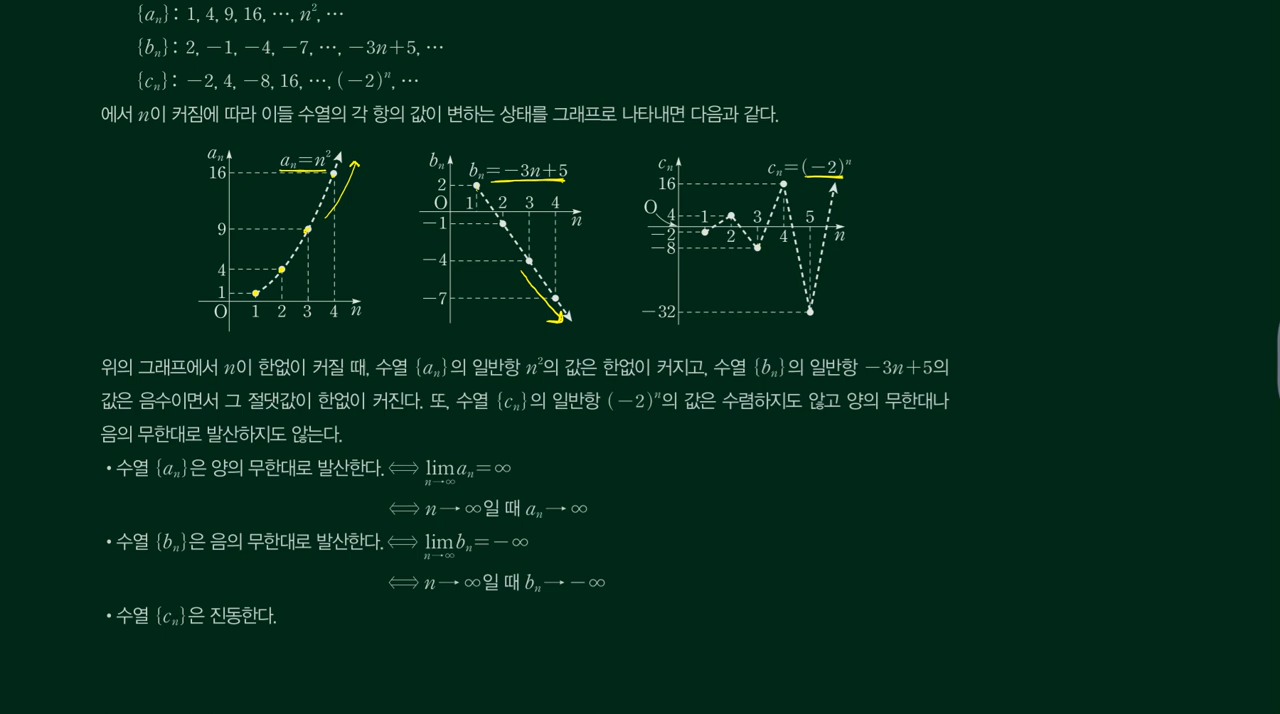 {aₙ} : 1, 4, 9, 16, ⋯, n², ⋯
{bₙ} : 2, −1, −4, −7, ⋯, −3n+5, ⋯
{cₙ} : −2, 4, −8, 16, ⋯, (−2)ⁿ, ⋯
에서 n이 커짐에 따라 이들 수열의 각 항의 값이 변하는 상태를 그래프로 나타내면 다음과 같다.
aₙ
aₙ=n²
16
9
4
1
O 1 2 3 4 n
bₙ
bₙ=−3n+5
2
O 1 2 3 4 n
−1
−4
−7
cₙ
cₙ=(−2)ⁿ
16
O 4 1 3 5
−2 2 4 n
−8
−32
위의 그래프에서 n이 한없이 커질 때, 수열 {aₙ}의 일반항 n²의 값은 한없이 커지고, 수열 {bₙ}의 일반항 −3n+5의
값은 음수이면서 그 절댓값이 한없이 커진다. 또, 수열 {cₙ}의 일반항 (−2)ⁿ의 값은 수렴하지도 않고 양의 무한대나
음의 무한대로 발산하지도 않는다.
• 수열 {aₙ}은 양의 무한대로 발산한다. ⟺ lim n→∞ aₙ=∞
⟺ n → ∞일 때 aₙ → ∞
• 수열 {bₙ}은 음의 무한대로 발산한다. ⟺ lim n→∞ bₙ=−∞
⟺ n → ∞일 때 bₙ → −∞
• 수열 {cₙ}은 진동한다.